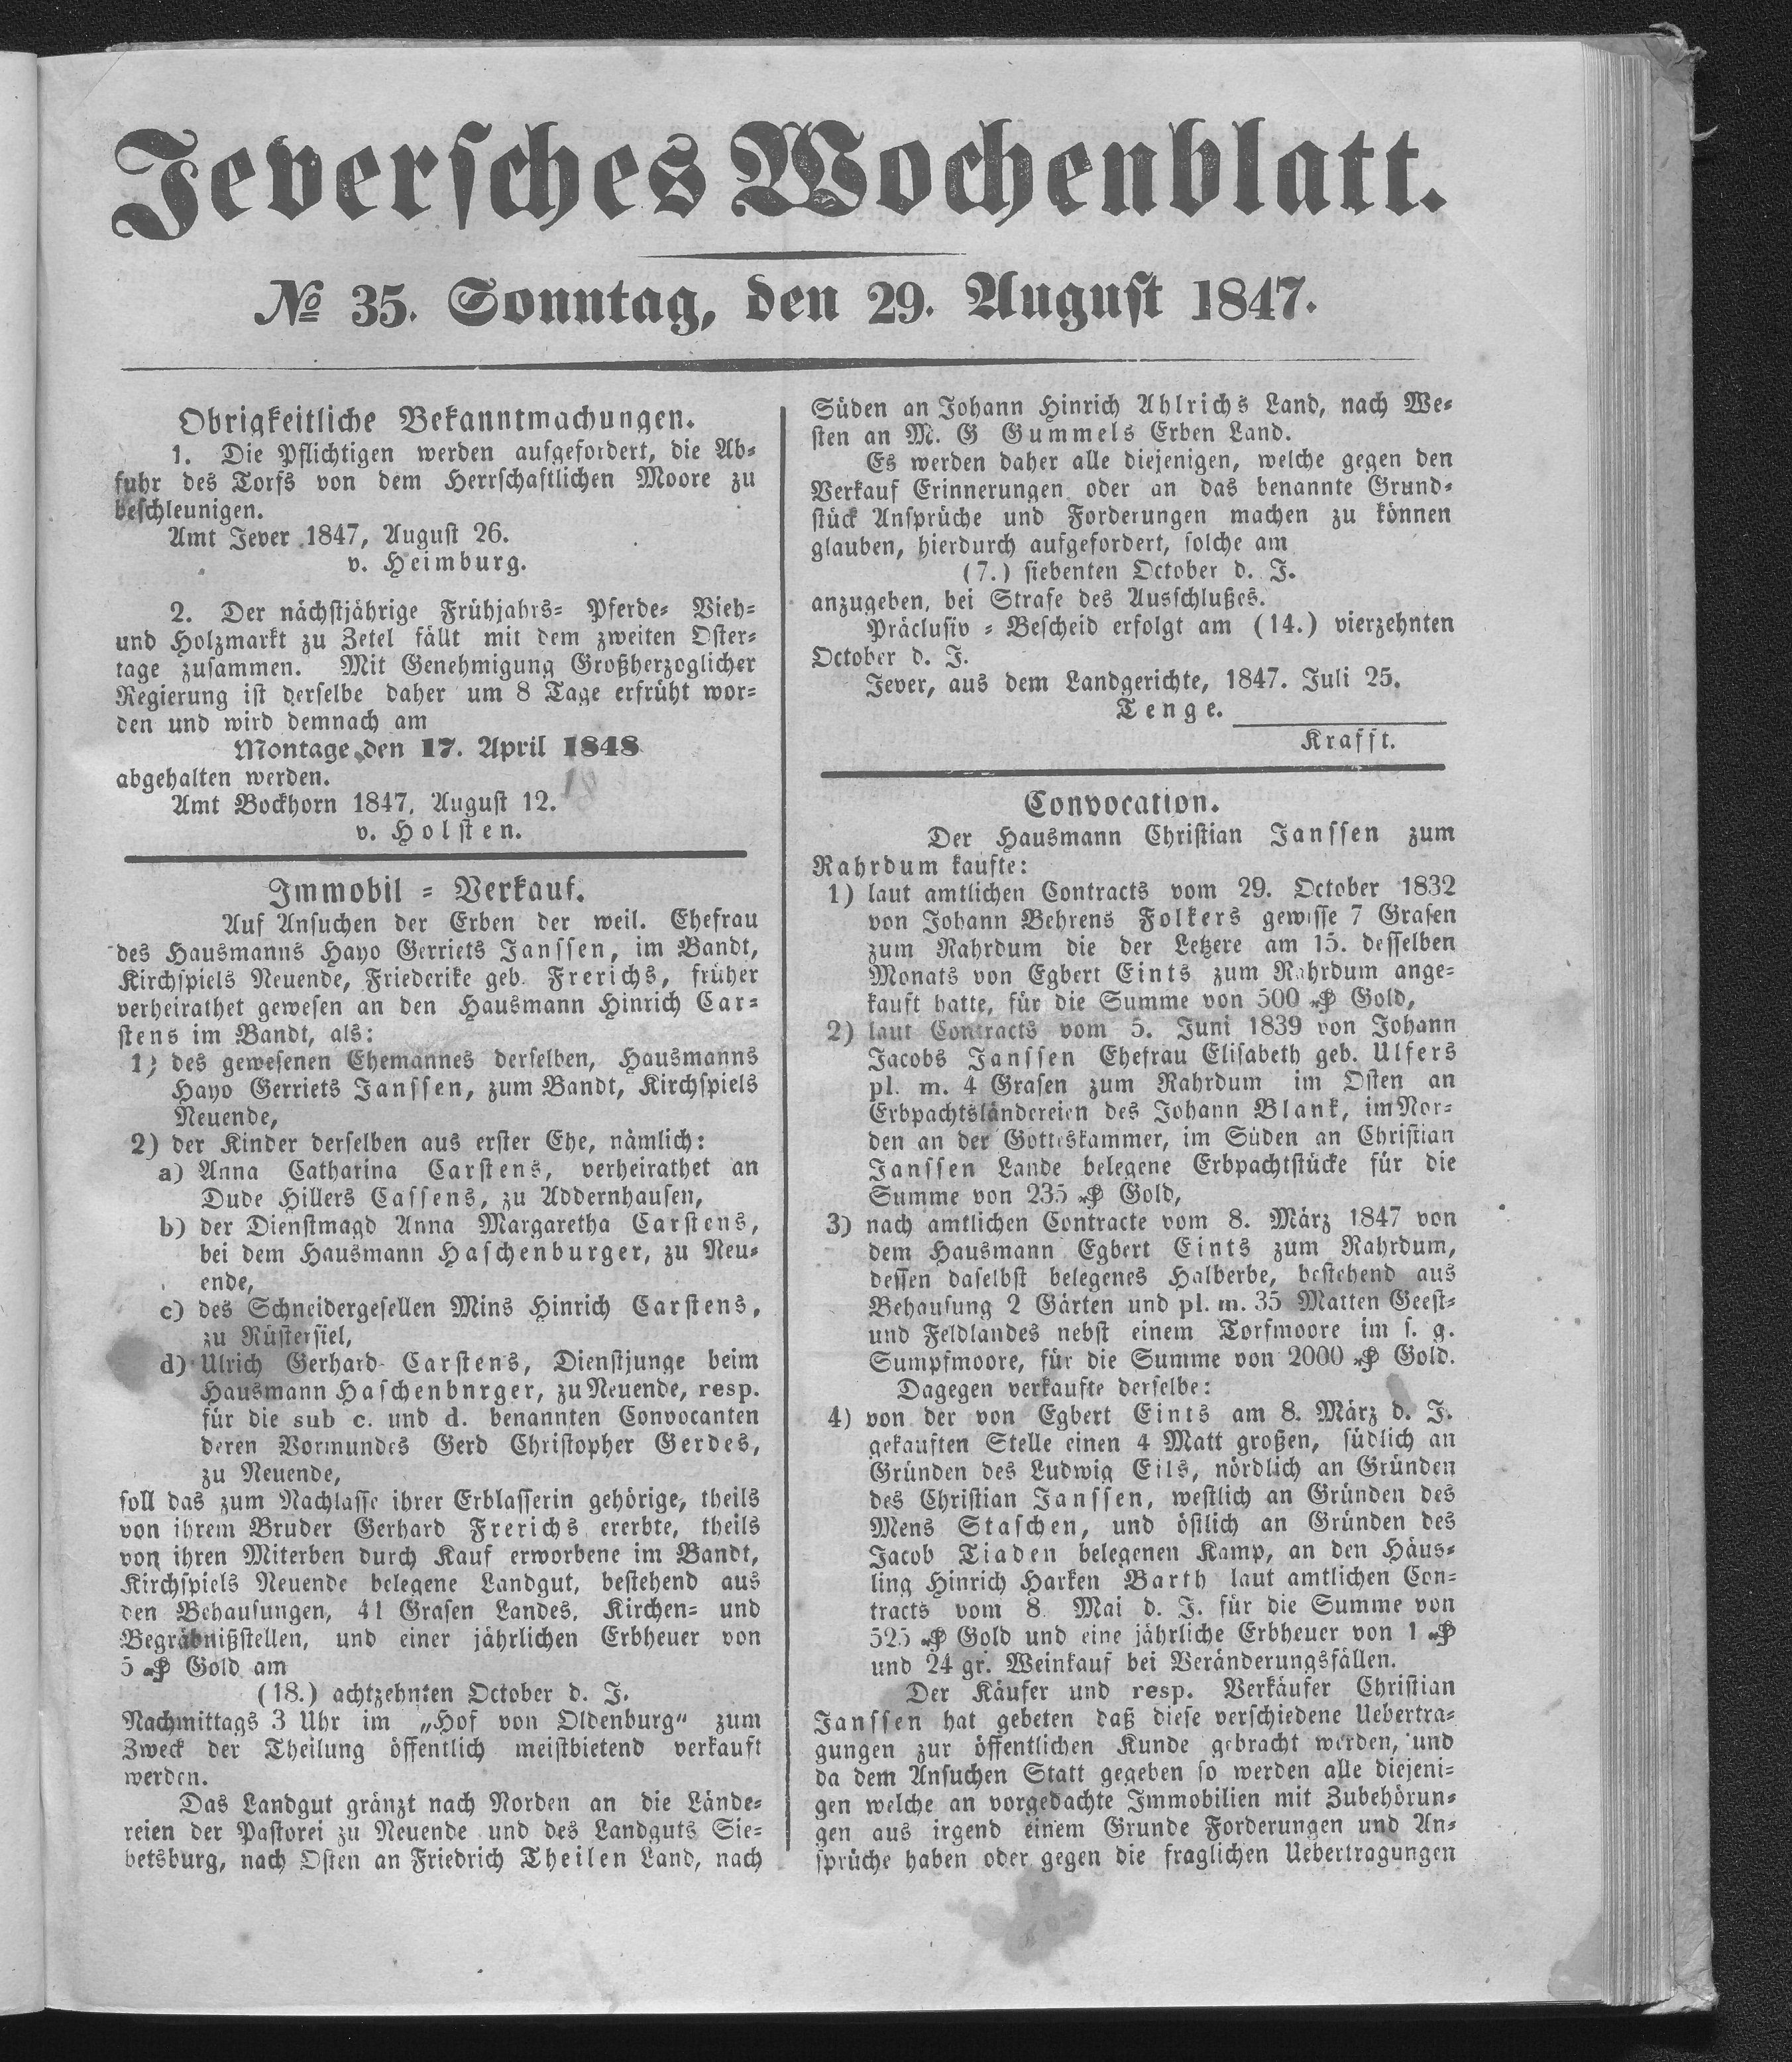 Jeversches Wochenblatt.
№ 35. Sonntag, den 29. August 1847.
Obrigkeitliche Bekanntmachungen.
1. Die Pflichtigen werden aufgefordert, die Ab-
fuhr des Torfs von dem Herrschaftlichen Moore zu
beschleunigen.
Amt Jever 1847, August 26.
v. Heimburg.
2. Der nächstjährige Frühjahrs- Pferde- Vieh-
und Holzmarkt zu Zetel fällt mit dem zweiten Oster-
tage zusammen. Mit Genehmigung Großherzoglicher
Regierung ist derselbe daher um 8 Tage erfrüht wor-
den und wird demnach am
Montage den 17. April 1848
abgehalten werden.
Amt Bockhorn 1847, August 12.
v. Holsten.
Immobil - Verkauf.
Auf Ansuchen der Erben der weil. Ehefrau
des Hausmanns Hayo Gerriets Janssen, im Bandt,
Kirchspiels Neuende, Friederike geb. Frerichs, früher
verheirathet gewesen an den Hausmann Hinrich Car-
stens im Bandt, als:
1) des gewesenen Ehemannes derselben, Hausmanns
Hayo Gerriets Janssen, zum Bandt, Kirchspiels
Neuende,
2) der Kinder derselben aus erster Ehe, nämlich:
a) Anna Catharina Carstens, verheirathet an
Dude Hillers Cassens, zu Addernhausen,
b) der Dienstmagd Anna Margaretha Carstens,
bei dem Hausmann Haschenburger, zu Neu-
ende,
c) des Schneidergesellen Mins Hinrich Carstens,
zu Rüstersiel,
d) Ulrich Gerhard Carstens, Dienstjunge beim
Hausmann Haschenbnrger, zu Neuende, resp.
für die sub c. und d. benannten Convocanten
deren Vormundes Gerd Christopher Gerdes,
zu Neuende,
soll das zum Nachlasse ihrer Erblasserin gehörige, theils
von ihrem Bruder Gerhard Frerichs ererbte, theils
von ihren Miterben durch Kauf erworbene im Bandt,
Kirchspiels Neuende belegene Landgut, bestehend aus
den Behausungen, 41 Grasen Landes, Kirchen- und
Begräbnißstellen, und einer jährlichen Erbheuer von
5 ₰ Gold am
(18.) achtzehnten October d. J.
Nachmittags 3 Uhr im „Hof von Oldenburg“ zum
Zweck der Theilung öffentlich meistbietend verkauft
werden.
Das Landgut gränzt nach Norden an die Lände-
reien der Pastorei zu Neuende und des Landguts Sie-
betsburg, nach Osten an Friedrich Theilen Land, nach
Süden an Johann Hinrich Ahlrichs Land, nach We-
sten an M. G Gummels Erben Land.
Es werden daher alle diejenigen, welche gegen den
Verkauf Erinnerungen oder an das benannte Grund-
stück Ansprüche und Forderungen machen zu können
glauben, hierdurch aufgefordert, solche am
(7.) siebenten October d. J.
anzugeben, bei Strafe des Ausschlußes.
Präclusiv - Bescheid erfolgt am (14.) vierzehnten
October d. J.
Jever, aus dem Landgerichte, 1847. Juli 25.
Tenge.
Krafft.
Convocation.
Der Hausmann Christian Janssen zum
Rahrdum kaufte:
1) laut amtlichen Contracts vom 29. October 1832
von Johann Behrens Folkers gewisse 7 Grasen
zum Rahrdum die der Letzere am 15. desselben
Monats von Egbert Eints zum Rahrdum ange-
kauft hatte, für die Summe von 500 ₰ Gold,
2) laut Contracts vom 5. Juni 1839 von Johann
Jacobs Janssen Ehefrau Elisabeth geb. Ulfers
pl. m. 4 Grasen zum Rahrdum im Osten an
Erbpachtsländereien des Johann Blank, im Nor-
den an der Gotteskammer, im Süden an Christian
Janssen Lande belegene Erbpachtstücke für die
Summe von 235 ₰ Gold,
3) nach amtlichen Contracte vom 8. März 1847 von
dem Hausmann Egbert Eints zum Rahrdum,
dessen daselbst belegenes Halberbe, bestehend aus
Behausung 2 Gärten und pl. m. 35 Matten Geest-
und Feldlandes nebst einem Torfmoore im s. g.
Sumpfmoore, für die Summe von 2000 ₰ Gold.
Dagegen verkaufte derselbe:
4) von der von Egbert Eints am 8. März d. J.
gekauften Stelle einen 4 Matt großen, südlich an
Gründen des Ludwig Eils, nördlich an Gründen
des Christian Janssen, westlich an Gründen des
Mens Staschen, und östlich an Gründen des
Jacob Tiaden belegenen Kamp, an den Häus-
ling Hinrich Harken Barth laut amtlichen Con-
tracts vom 8. Mai d. J. für die Summe von
525 ₰ Gold und eine jährliche Erbheuer von 1 ₰
und 24 gr. Weinkauf bei Veränderungsfällen.
Der Käufer und resp. Verkäufer Christian
Janssen hat gebeten daß diese verschiedene Uebertra-
gungen zur öffentlichen Kunde gebracht werden, und
da dem Ansuchen Statt gegeben so werden alle diejeni-
gen welche an vorgedachte Immobilien mit Zubehörun-
gen aus irgend einem Grunde Forderungen und An-
sprüche haben oder gegen die fraglichen Uebertragungen